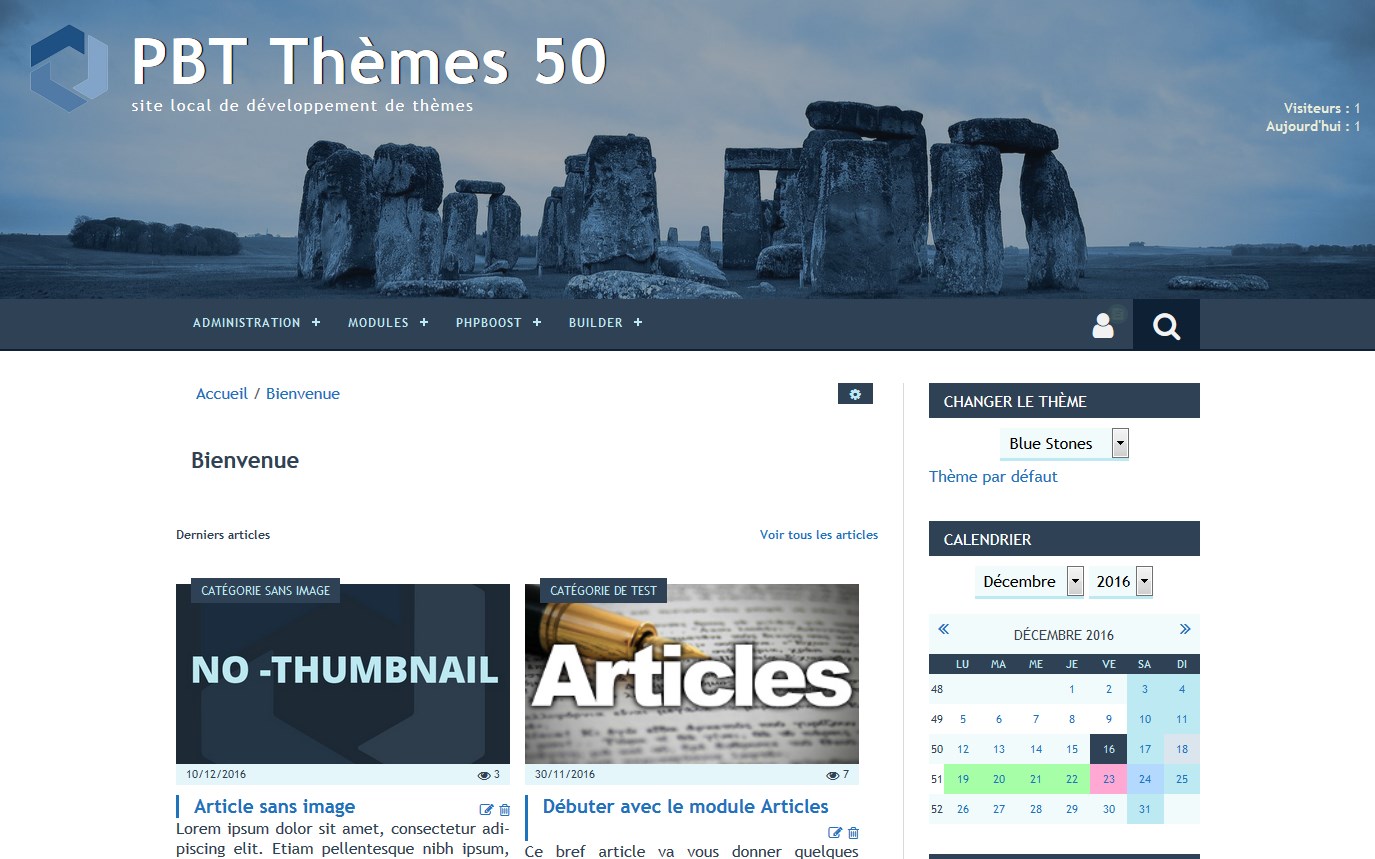 PBT Thèmes 50
site local de développement de thèmes
Visiteurs : 1
Aujourd'hui : 1
ADMINISTRATION + MODULES + PHPBOOST + BUILDER +
Accueil / Bienvenue
Bienvenue
Derniers articles Voir tous les articles
CATÉGORIE SANS IMAGE
NO -THUMBNAIL
10/12/2016 3
Article sans image
Lorem ipsum dolor sit amet, consectetur adi-
piscing elit. Etiam pellentesque nibh ipsum,
CATÉGORIE DE TEST
Articles
30/11/2016 7
Débuter avec le module Articles
Ce bref article va vous donner quelques
CHANGER LE THÈME
Blue Stones
Thème par défaut
CALENDRIER
Décembre 2016
« DÉCEMBRE 2016 »
LU MA ME JE VE SA DI
48 1 2 3 4
49 5 6 7 8 9 10 11
50 12 13 14 15 16 17 18
51 19 20 21 22 23 24 25
52 26 27 28 29 30 31